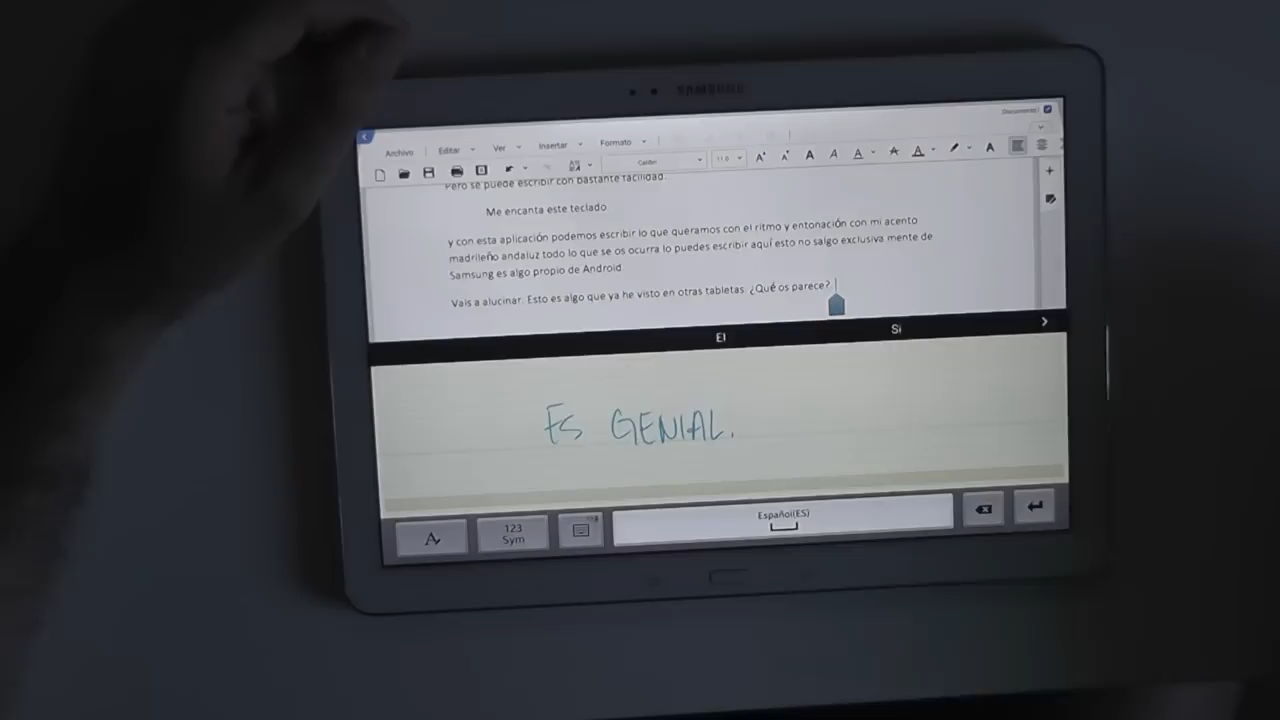 SAMSUNG
Documento1
Archivo Editar Ver Insertar Formato
Calibri 11.0
Pero se puede escribir con bastante facilidad.
Me encanta este teclado
y con esta aplicación podemos escribir lo que queramos con el ritmo y entonación con mi acento
madrileño andaluz todo lo que se os ocurra lo puedes escribir aquí esto no salgo exclusiva mente de
Samsung es algo propio de Android.
Vais a alucinar. Esto es algo que ya he visto en otras tabletas. ¿Qué os parece?
El Si
ES GENIAL.
123
Sym
Español(ES)